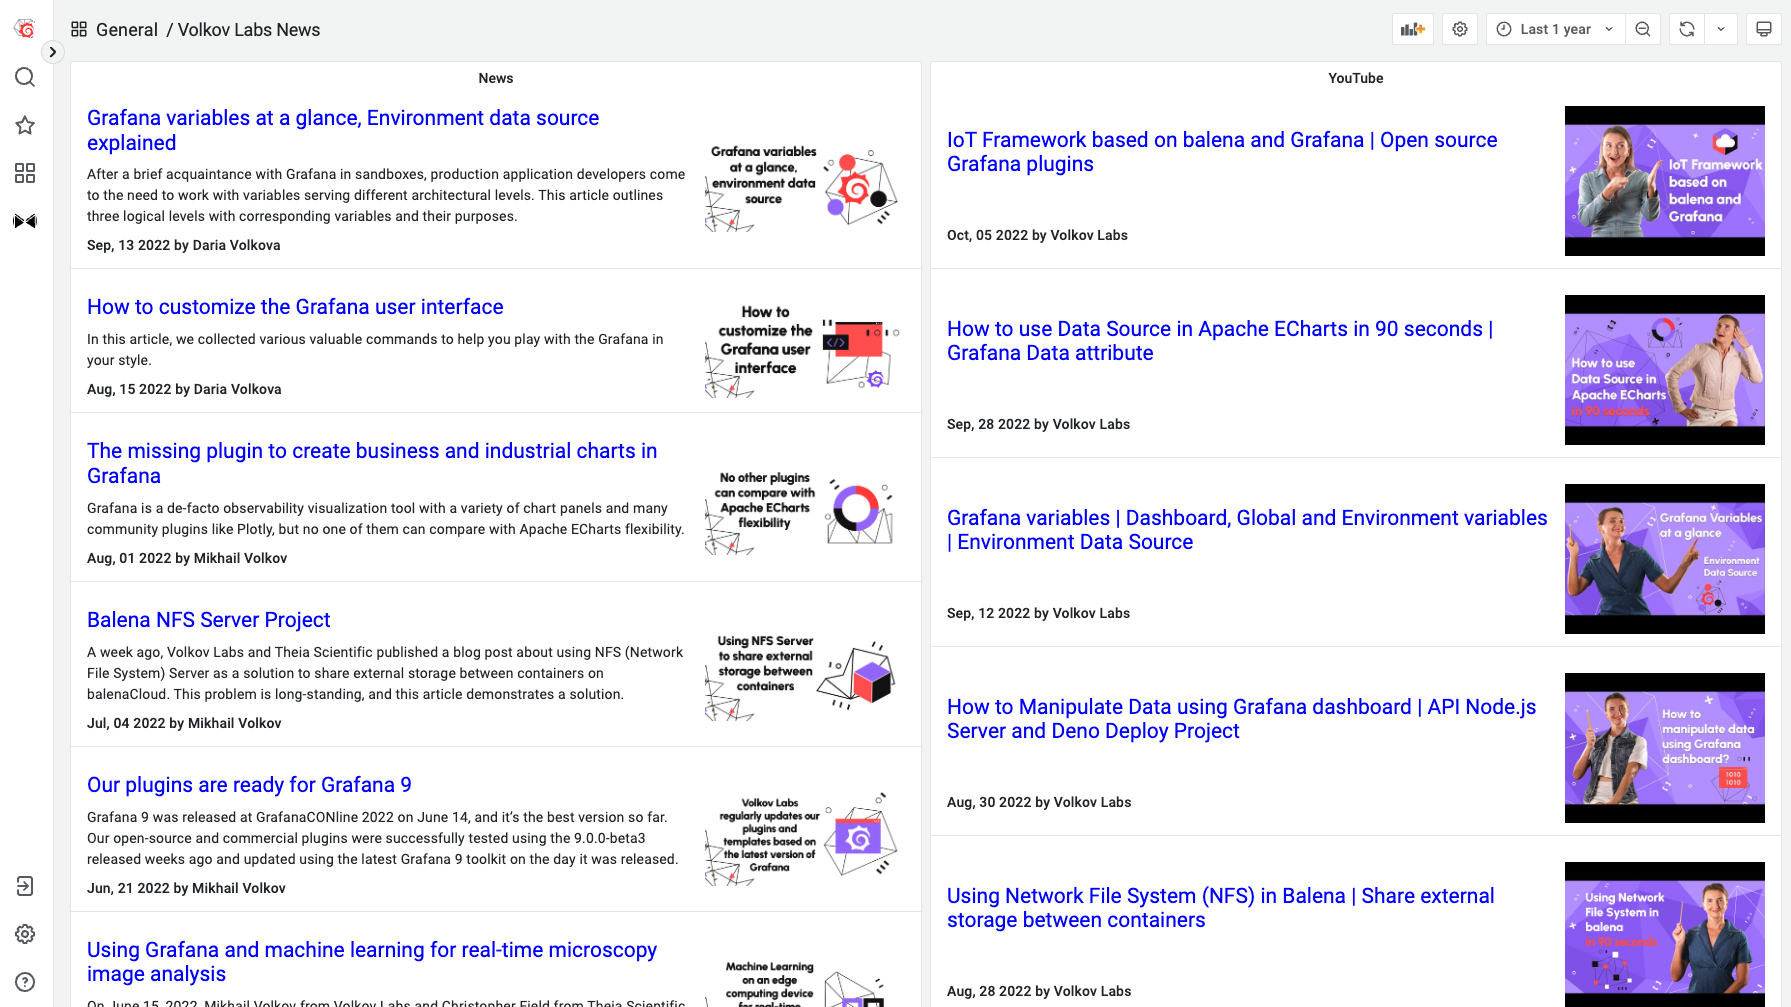 General / Volkov Labs News
Last 1 year
News
Grafana variables at a glance, Environment data source
explained
After a brief acquaintance with Grafana in sandboxes, production application developers come
to the need to work with variables serving different architectural levels. This article outlines
three logical levels with corresponding variables and their purposes.
Sep, 13 2022 by Daria Volkova
Grafana variables
at a glance,
environment data
source
How to customize the Grafana user interface
In this article, we collected various valuable commands to help you play with the Grafana in
your style.
Aug, 15 2022 by Daria Volkova
How to
customize the
Grafana user
interface
</>
The missing plugin to create business and industrial charts in
Grafana
Grafana is a de-facto observability visualization tool with a variety of chart panels and many
community plugins like Plotly, but no one of them can compare with Apache ECharts flexibility.
Aug, 01 2022 by Mikhail Volkov
No other plugins
can compare with
Apache ECharts
flexibility
Balena NFS Server Project
A week ago, Volkov Labs and Theia Scientific published a blog post about using NFS (Network
File System) Server as a solution to share external storage between containers on
balenaCloud. This problem is long-standing, and this article demonstrates a solution.
Jul, 04 2022 by Mikhail Volkov
Using NFS Server
to share external
storage between
containers
Our plugins are ready for Grafana 9
Grafana 9 was released at GrafanaCONline 2022 on June 14, and it’s the best version so far.
Our open-source and commercial plugins were successfully tested using the 9.0.0-beta3
released weeks ago and updated using the latest Grafana 9 toolkit on the day it was released.
Jun, 21 2022 by Mikhail Volkov
Volkov Labs
regularly updates our
plugins and
templates based on
the latest version of
Grafana
Using Grafana and machine learning for real-time microscopy
image analysis
On June 15, 2022, Mikhail Volkov from Volkov Labs and Christopher Field from Theia Scientific
Machine Learning
on an edge
computing device
for real-time
YouTube
IoT Framework based on balena and Grafana | Open source
Grafana plugins
Oct, 05 2022 by Volkov Labs
IoT Framework
based on
balena and
Grafana
How to use Data Source in Apache ECharts in 90 seconds |
Grafana Data attribute
Sep, 28 2022 by Volkov Labs
How to use
Data Source in
Apache ECharts
in 90 seconds
Grafana variables | Dashboard, Global and Environment variables
| Environment Data Source
Sep, 12 2022 by Volkov Labs
Grafana Variables
at a glance
Environment
Data Source
How to Manipulate Data using Grafana dashboard | API Node.js
Server and Deno Deploy Project
Aug, 30 2022 by Volkov Labs
How to
manipulate data
using Grafana
dashboard?
1010
1010
Using Network File System (NFS) in Balena | Share external
storage between containers
Aug, 28 2022 by Volkov Labs
Using Network
File System in
balena
in 90 seconds